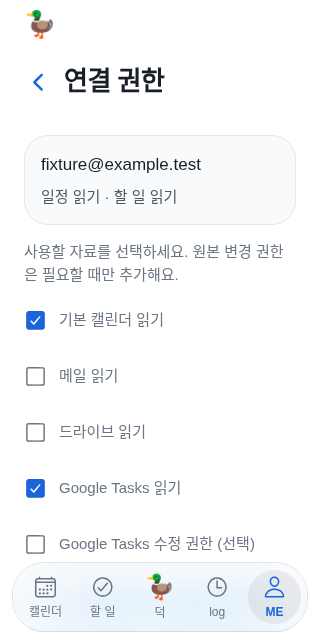 연결 권한
fixture@example.test
일정 읽기 · 할 일 읽기
사용할 자료를 선택하세요. 원본 변경 권한
은 필요할 때만 추가해요.
기본 캘린더 읽기
메일 읽기
드라이브 읽기
Google Tasks 읽기
Google Tasks 수정 권한 (선택)
캘린더 할 일 덕 log ME